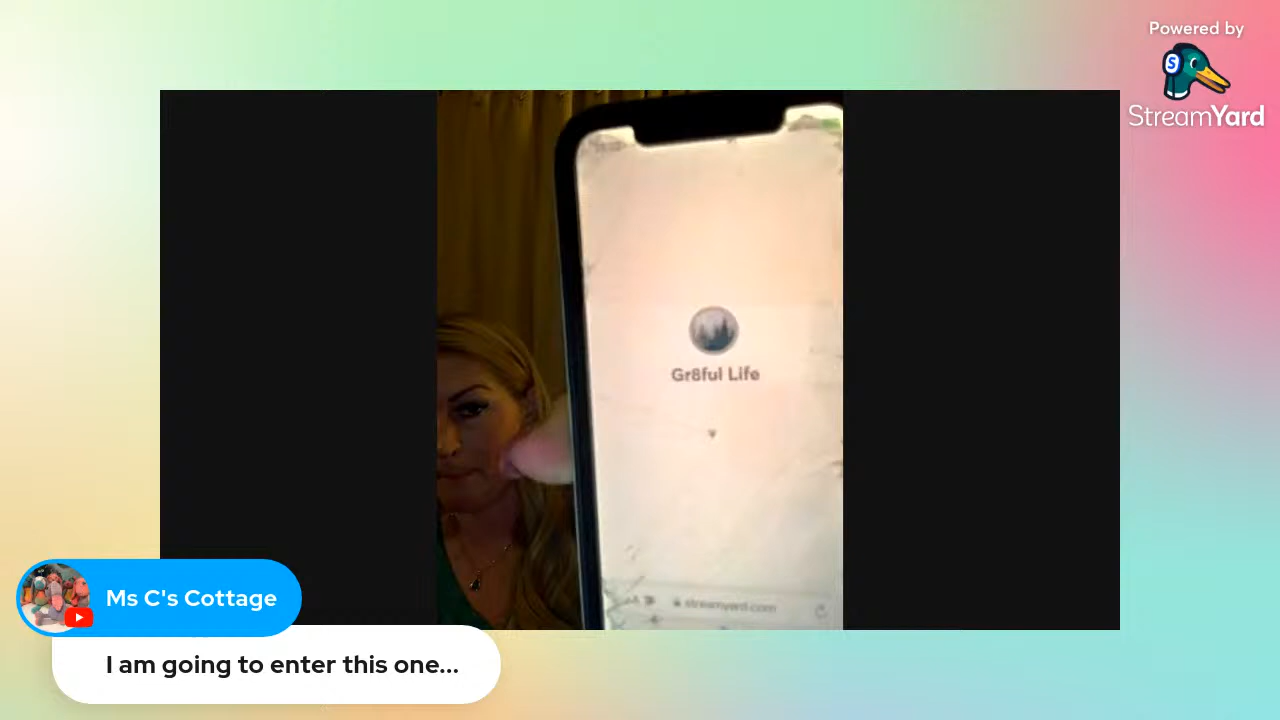 Powered by
StreamYard
Gr8ful Life
streamyard.com
Ms C's Cottage
I am going to enter this one...